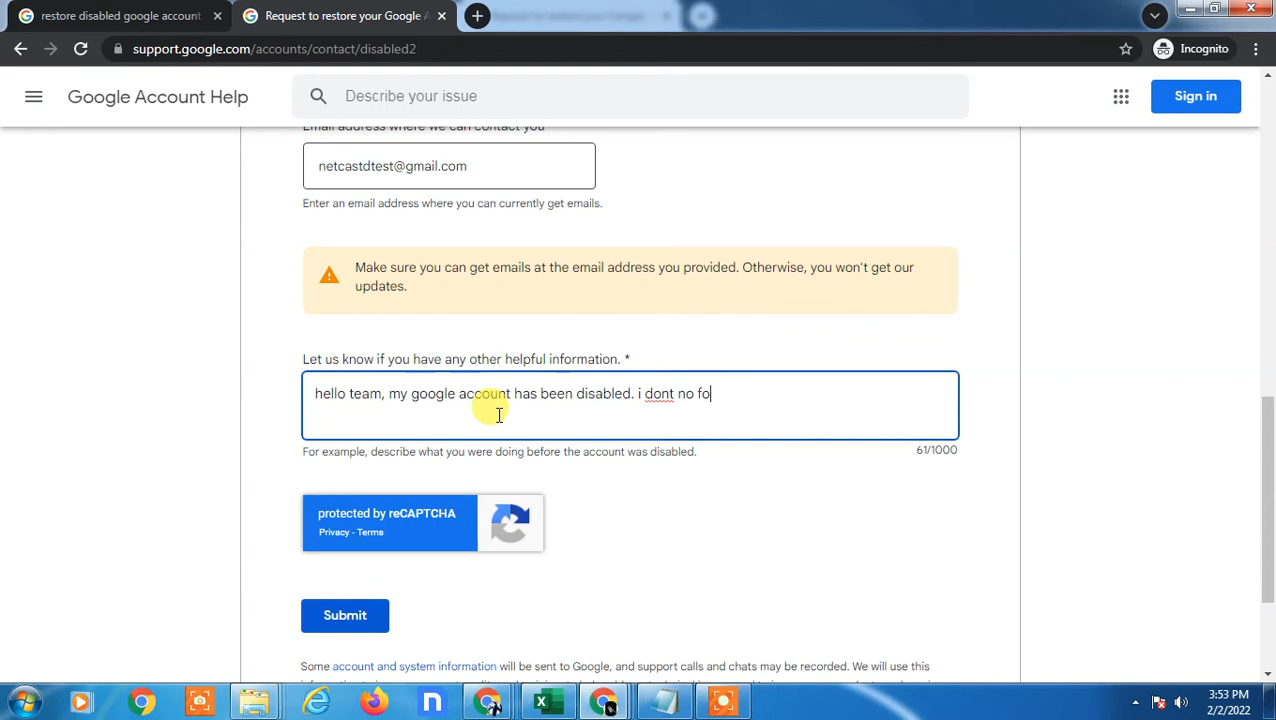 restore disabled google account
Request to restore your Google A
support.google.com/accounts/contact/disabled2
Incognito
Google Account Help
Describe your issue
Sign in
Email address where we can contact you
netcastdtest@gmail.com
Enter an email address where you can currently get emails.
Make sure you can get emails at the email address you provided. Otherwise, you won't get our
updates.
Let us know if you have any other helpful information. *
hello team, my google account has been disabled. i dont no fo
For example, describe what you were doing before the account was disabled.
61/1000
protected by reCAPTCHA
Privacy - Terms
Submit
Some account and system information will be sent to Google, and support calls and chats may be recorded. We will use this
3:53 PM
2/2/2022